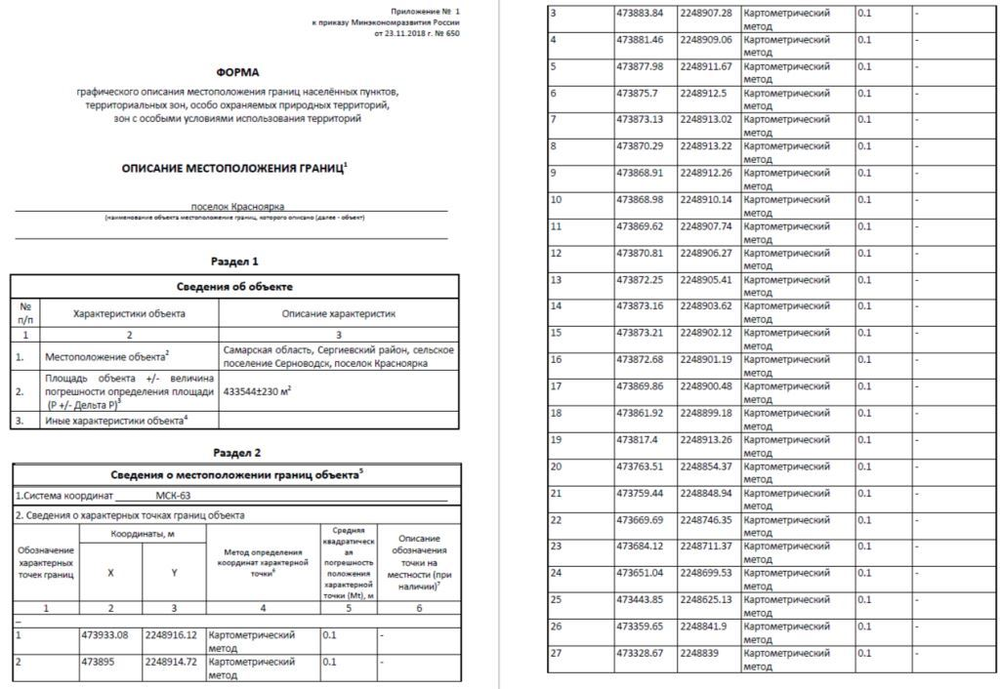 Приложение № 1
к приказу Минэкономразвития России
от 23.11.2018 г. № 650
ФОРМА
графического описания местоположения границ населённых пунктов,
территориальных зон, особо охраняемых природных территорий,
зон с особыми условиями использования территорий
ОПИСАНИЕ МЕСТОПОЛОЖЕНИЯ ГРАНИЦ1
поселок Красноярка
(наименование объекта местоположение границ, которого описано (далее - объект)
Раздел 1
Сведения об объекте
№ п/п Характеристики объекта Описание характеристик
1 2 3
1. Местоположение объекта2 Самарская область, Сергиевский район, сельское
поселение Серноводск, поселок Красноярка
2. Площадь объекта +/- величина
погрешности определения площади
(Р +/- Дельта Р)3 433544±230 м2
3. Иные характеристики объекта4
Раздел 2
Сведения о местоположении границ объекта5
1.Система координат МСК-63
2. Сведения о характерных точках границ объекта
Обозначение
характерных
точек границ
Координаты, м
X Y
Метод определения
координат характерной
точки6
Средняя
квадратическ
ая
погрешность
положения
характерной
точки (Mt), м
Описание
обозначения
точки на
местности (при
наличии)7
1 2 3 4 5 6
–
1 473933.08 2248916.12 Картометрический 0.1 -
метод
2 473895 2248914.72 Картометрический 0.1 -
метод
3 473883.84 2248907.28 Картометрический 0.1 -
метод
4 473881.46 2248909.06 Картометрический 0.1 -
метод
5 473877.98 2248911.67 Картометрический 0.1 -
метод
6 473875.7 2248912.5 Картометрический 0.1 -
метод
7 473873.13 2248913.02 Картометрический 0.1 -
метод
8 473870.29 2248913.22 Картометрический 0.1 -
метод
9 473868.91 2248912.26 Картометрический 0.1 -
метод
10 473868.98 2248910.14 Картометрический 0.1 -
метод
11 473869.62 2248907.74 Картометрический 0.1 -
метод
12 473870.81 2248906.27 Картометрический 0.1 -
метод
13 473872.25 2248905.41 Картометрический 0.1 -
метод
14 473873.16 2248903.62 Картометрический 0.1 -
метод
15 473873.21 2248902.12 Картометрический 0.1 -
метод
16 473872.68 2248901.19 Картометрический 0.1 -
метод
17 473869.86 2248900.48 Картометрический 0.1 -
метод
18 473861.92 2248899.18 Картометрический 0.1 -
метод
19 473817.4 2248913.26 Картометрический 0.1 -
метод
20 473763.51 2248854.37 Картометрический 0.1 -
метод
21 473759.44 2248848.94 Картометрический 0.1 -
метод
22 473669.69 2248746.35 Картометрический 0.1 -
метод
23 473684.12 2248711.37 Картометрический 0.1 -
метод
24 473651.04 2248699.53 Картометрический 0.1 -
метод
25 473443.85 2248625.13 Картометрический 0.1 -
метод
26 473359.65 2248841.9 Картометрический 0.1 -
метод
27 473328.67 2248839 Картометрический 0.1 -
метод